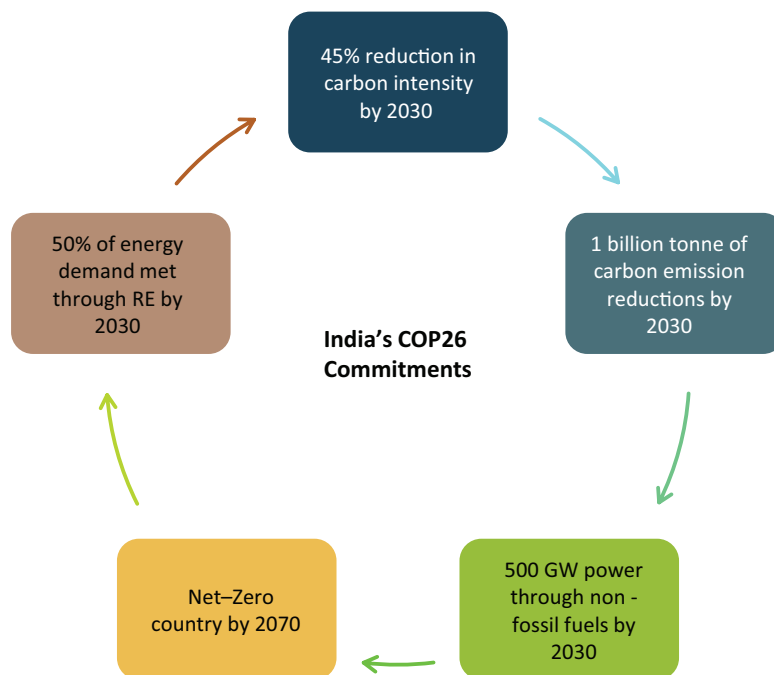 45% reduction in
carbon intensity
by 2030
1 billion tonne of
carbon emission
reductions by
2030
500 GW power
through non -
fossil fuels by
2030
Net–Zero
country by 2070
50% of energy
demand met
through RE by
2030
India’s COP26
Commitments